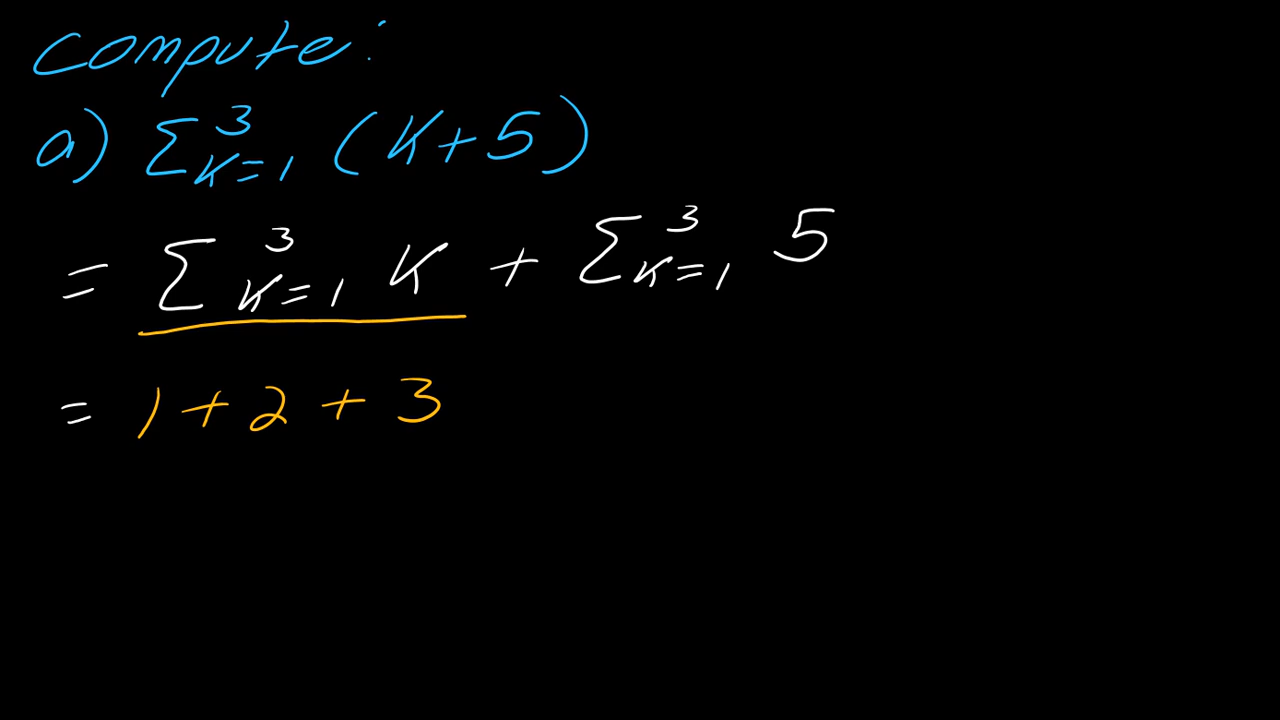 Compute:
a) Σ³ₖ₌₁ (K+5)
= Σ³ₖ₌₁ K + Σ³ₖ₌₁ 5
= 1 + 2 + 3